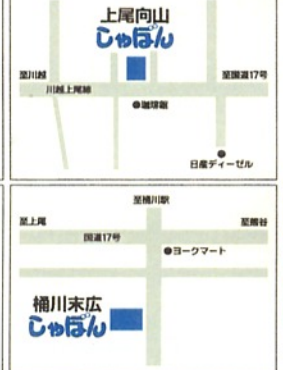 上尾向山
しゃぼん
至川越
至国道17号
川越上尾線
●珈琲館
日産ディーゼル
至桶川駅
至上尾
至熊谷
国道17号
●ヨークマート
桶川末広
しゃぼん